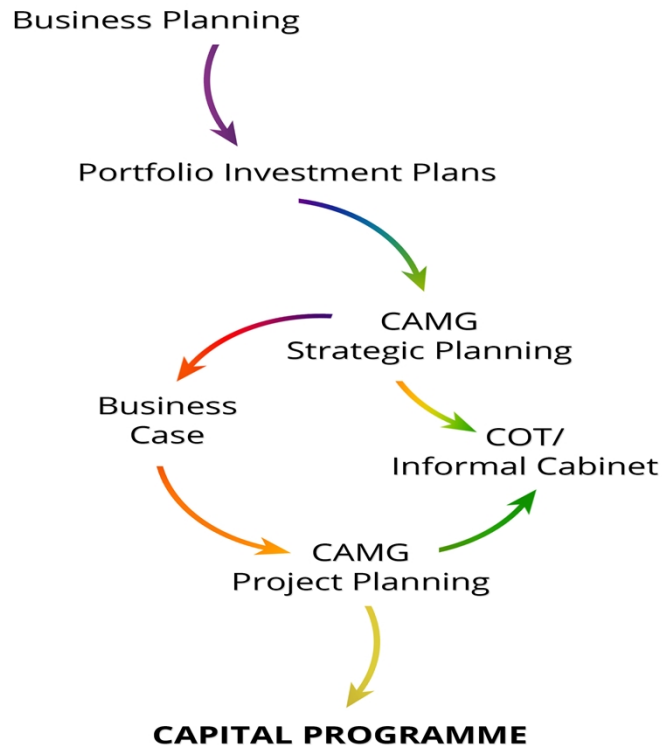 Business Planning
Portfolio Investment Plans
CAMG
Strategic Planning
Business
Case
COT/
Informal Cabinet
CAMG
Project Planning
CAPITAL PROGRAMME